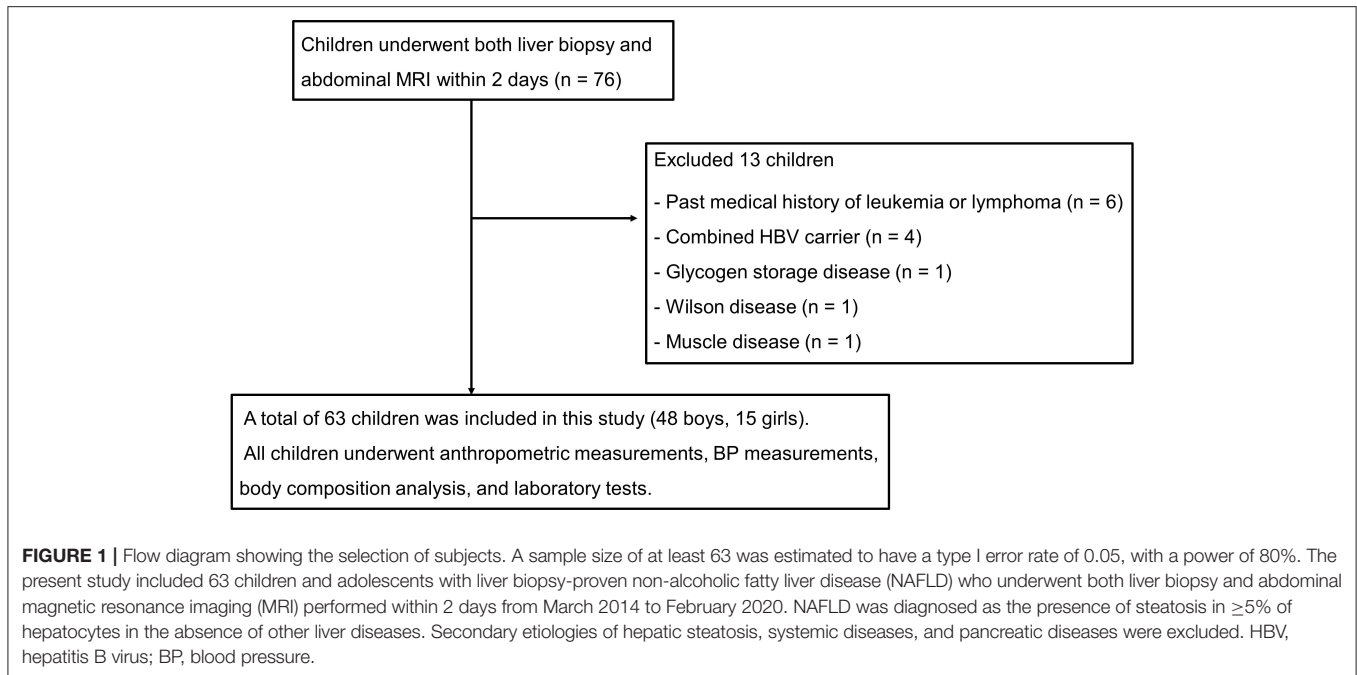 Children underwent both liver biopsy and
abdominal MRI within 2 days (n = 76)
Excluded 13 children
- Past medical history of leukemia or lymphoma (n = 6)
- Combined HBV carrier (n = 4)
- Glycogen storage disease (n = 1)
- Wilson disease (n = 1)
- Muscle disease (n = 1)
A total of 63 children was included in this study (48 boys, 15 girls).
All children underwent anthropometric measurements, BP measurements,
body composition analysis, and laboratory tests.
FIGURE 1 | Flow diagram showing the selection of subjects. A sample size of at least 63 was estimated to have a type I error rate of 0.05, with a power of 80%. The
present study included 63 children and adolescents with liver biopsy-proven non-alcoholic fatty liver disease (NAFLD) who underwent both liver biopsy and abdominal
magnetic resonance imaging (MRI) performed within 2 days from March 2014 to February 2020. NAFLD was diagnosed as the presence of steatosis in ≥5% of
hepatocytes in the absence of other liver diseases. Secondary etiologies of hepatic steatosis, systemic diseases, and pancreatic diseases were excluded. HBV,
hepatitis B virus; BP, blood pressure.